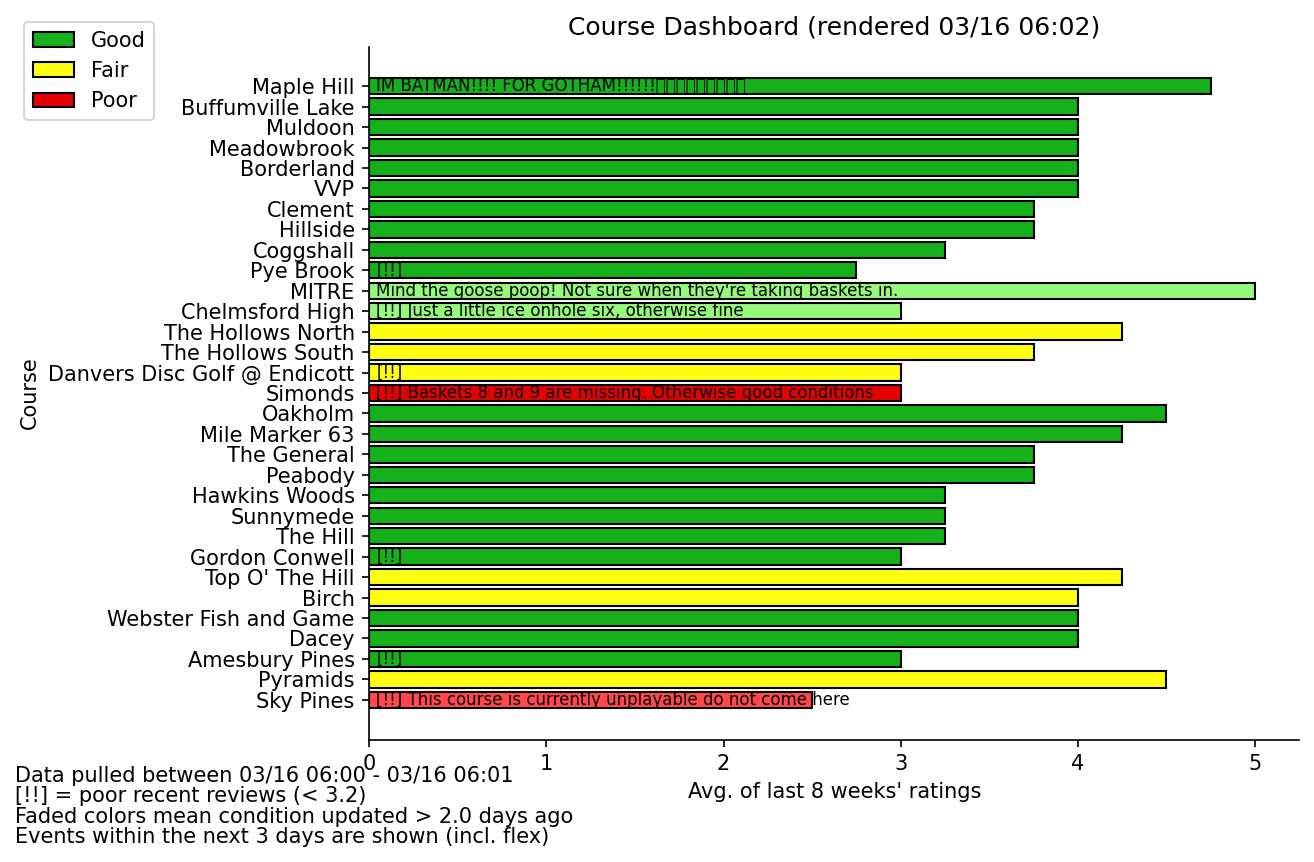 Course Dashboard (rendered 03/16 06:02)
Good
Fair
Poor
Maple Hill IM BATMAN!!!! FOR GOTHAM!!!!!!▯▯▯▯▯▯▯▯▯
Buffumville Lake
Muldoon
Meadowbrook
Borderland
VVP
Clement
Hillside
Coggshall
Pye Brook [!!]
MITRE Mind the goose poop! Not sure when they're taking baskets in.
Chelmsford High [!!] Just a little ice onhole six, otherwise fine
The Hollows North
The Hollows South
Danvers Disc Golf @ Endicott [!!]
Simonds [!!] Baskets 8 and 9 are missing. Otherwise good conditions
Oakholm
Mile Marker 63
The General
Peabody
Hawkins Woods
Sunnymede
The Hill
Gordon Conwell [!!]
Top O' The Hill
Birch
Webster Fish and Game
Dacey
Amesbury Pines [!!]
Pyramids
Sky Pines [!!] This course is currently unplayable do not come here
Course
0 1 2 3 4 5
Avg. of last 8 weeks' ratings
Data pulled between 03/16 06:00 - 03/16 06:01
[!!] = poor recent reviews (< 3.2)
Faded colors mean condition updated > 2.0 days ago
Events within the next 3 days are shown (incl. flex)